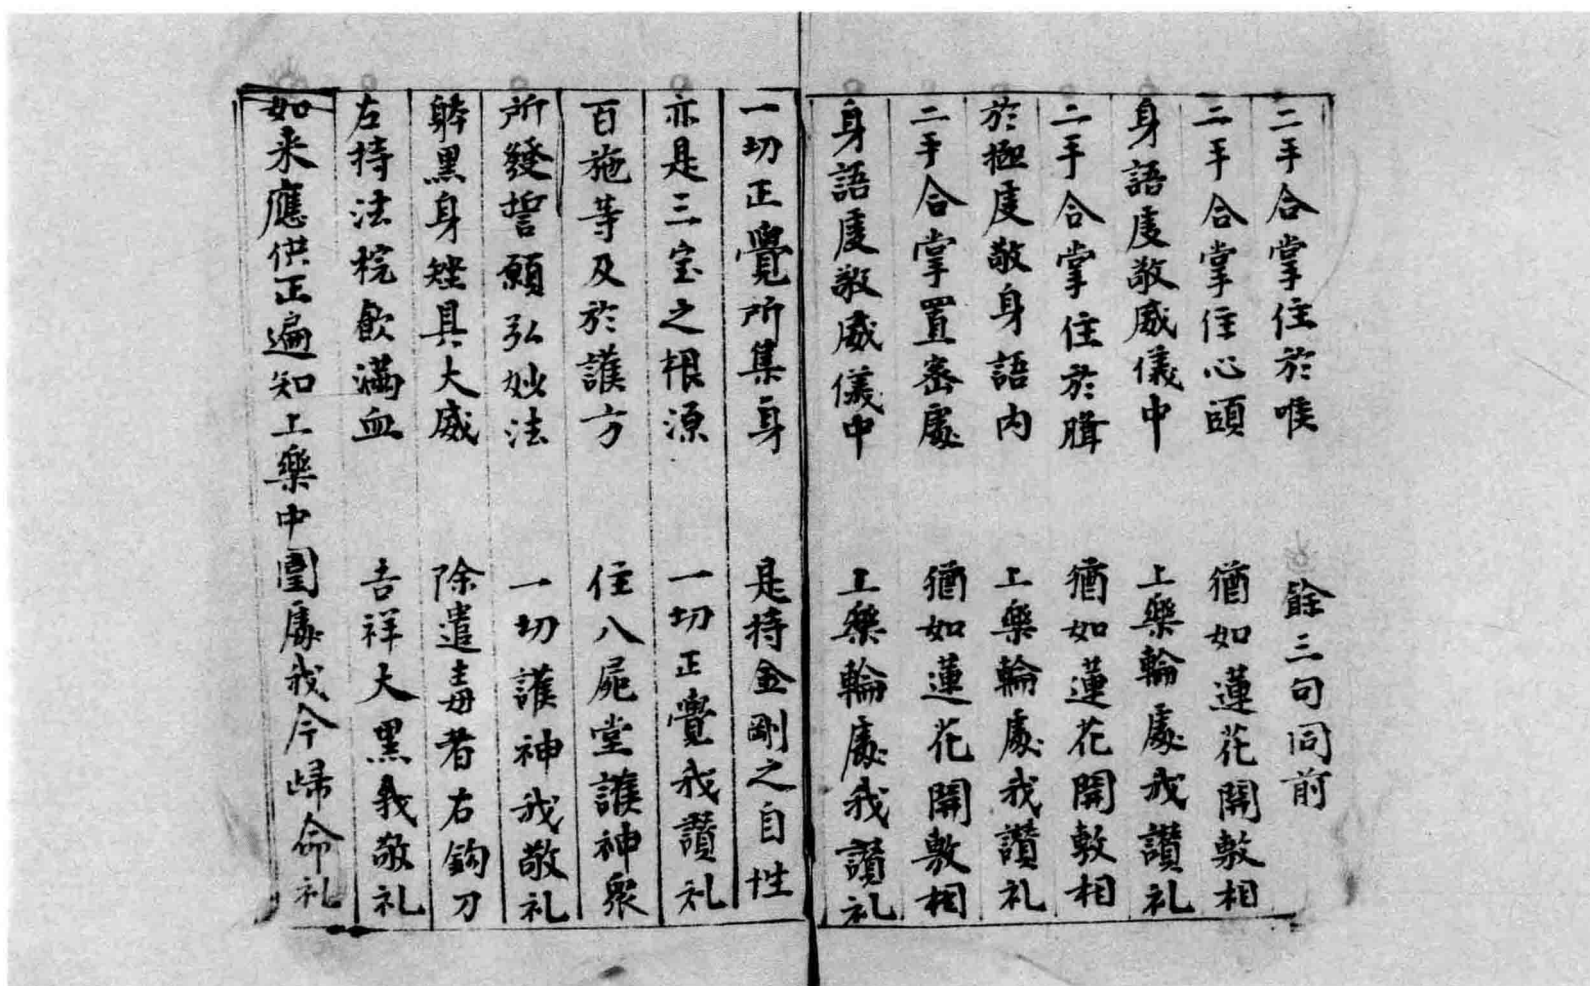 二手合掌住於喉 餘三句同前
二手合掌住心頭 猶如蓮花開敷相
身語虔敬威儀中 上樂輪處我讚礼
二手合掌住於臍 猶如蓮花開敷相
於極虔敬身語內 上樂輪處我讚礼
二手合掌置密處 猶如蓮花開敷相
身語虔敬威儀中 上樂輪處我讚礼
一切正覺所集身 是持金剛之自性
亦是三宝之根源 一切正覺我讚礼
百施等及於護方 住八屍堂護神衆
所發誓願弘妙法 一切護神我敬礼
躰黑身矬具大威 除遣毒者右鈎刀
左持法椀飲滿血 吉祥大黑我敬礼
如来應供正遍知上樂中圍處我今歸命礼